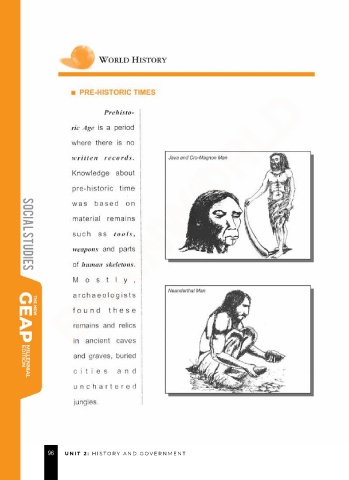 WORLD HISTORY
■ PRE-HISTORIC TIMES
Prehisto-
ric Age is a period
where there is no
written records.
Knowledge about
pre-historic time
was based on
material remains
such as tools,
weapons and parts
of human skeletons.
Mostly,
archaeologists
found these
remains and relics
in ancient caves
and graves, buried
cities and
unchartered
jungles.
Java and Cro-Magnon Man
Neanderthal Man
SOCIAL STUDIES
THE NEW
GEAP
MILLENNIAL
EDITION
96 UNIT 2: HISTORY AND GOVERNMENT